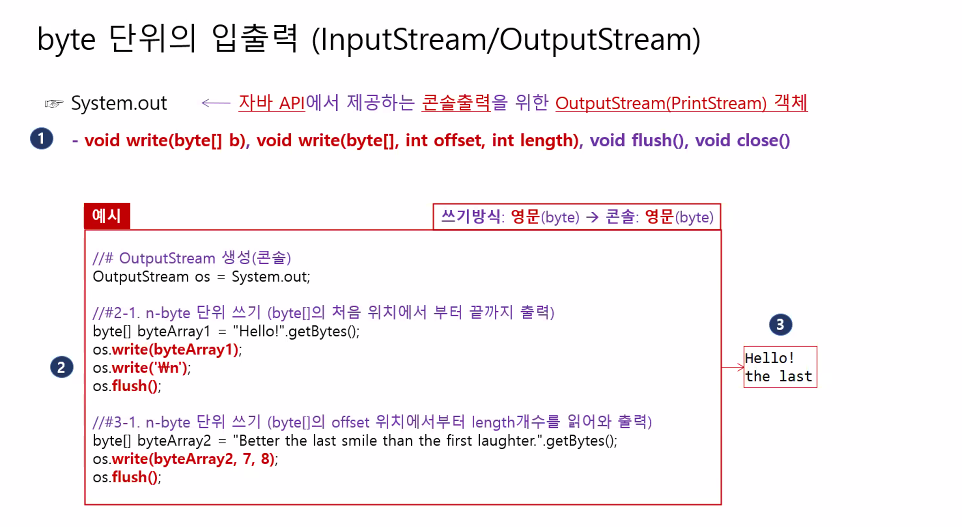 byte 단위의 입출력 (InputStream/OutputStream)
☞ System.out ← 자바 API에서 제공하는 콘솔출력을 위한 OutputStream(PrintStream) 객체
1 - void write(byte[] b), void write(byte[], int offset, int length), void flush(), void close()
예시
쓰기방식: 영문(byte) → 콘솔: 영문(byte)
//# OutputStream 생성(콘솔)
OutputStream os = System.out;
//#2-1. n-byte 단위 쓰기 (byte[]의 처음 위치에서 부터 끝까지 출력)
byte[] byteArray1 = "Hello!".getBytes();
os.write(byteArray1);
2
os.write('₩n');
os.flush();
//#3-1. n-byte 단위 쓰기 (byte[]의 offset 위치에서부터 length개수를 읽어와 출력)
byte[] byteArray2 = "Better the last smile than the first laughter.".getBytes();
os.write(byteArray2, 7, 8);
os.flush();
3
Hello!
the last